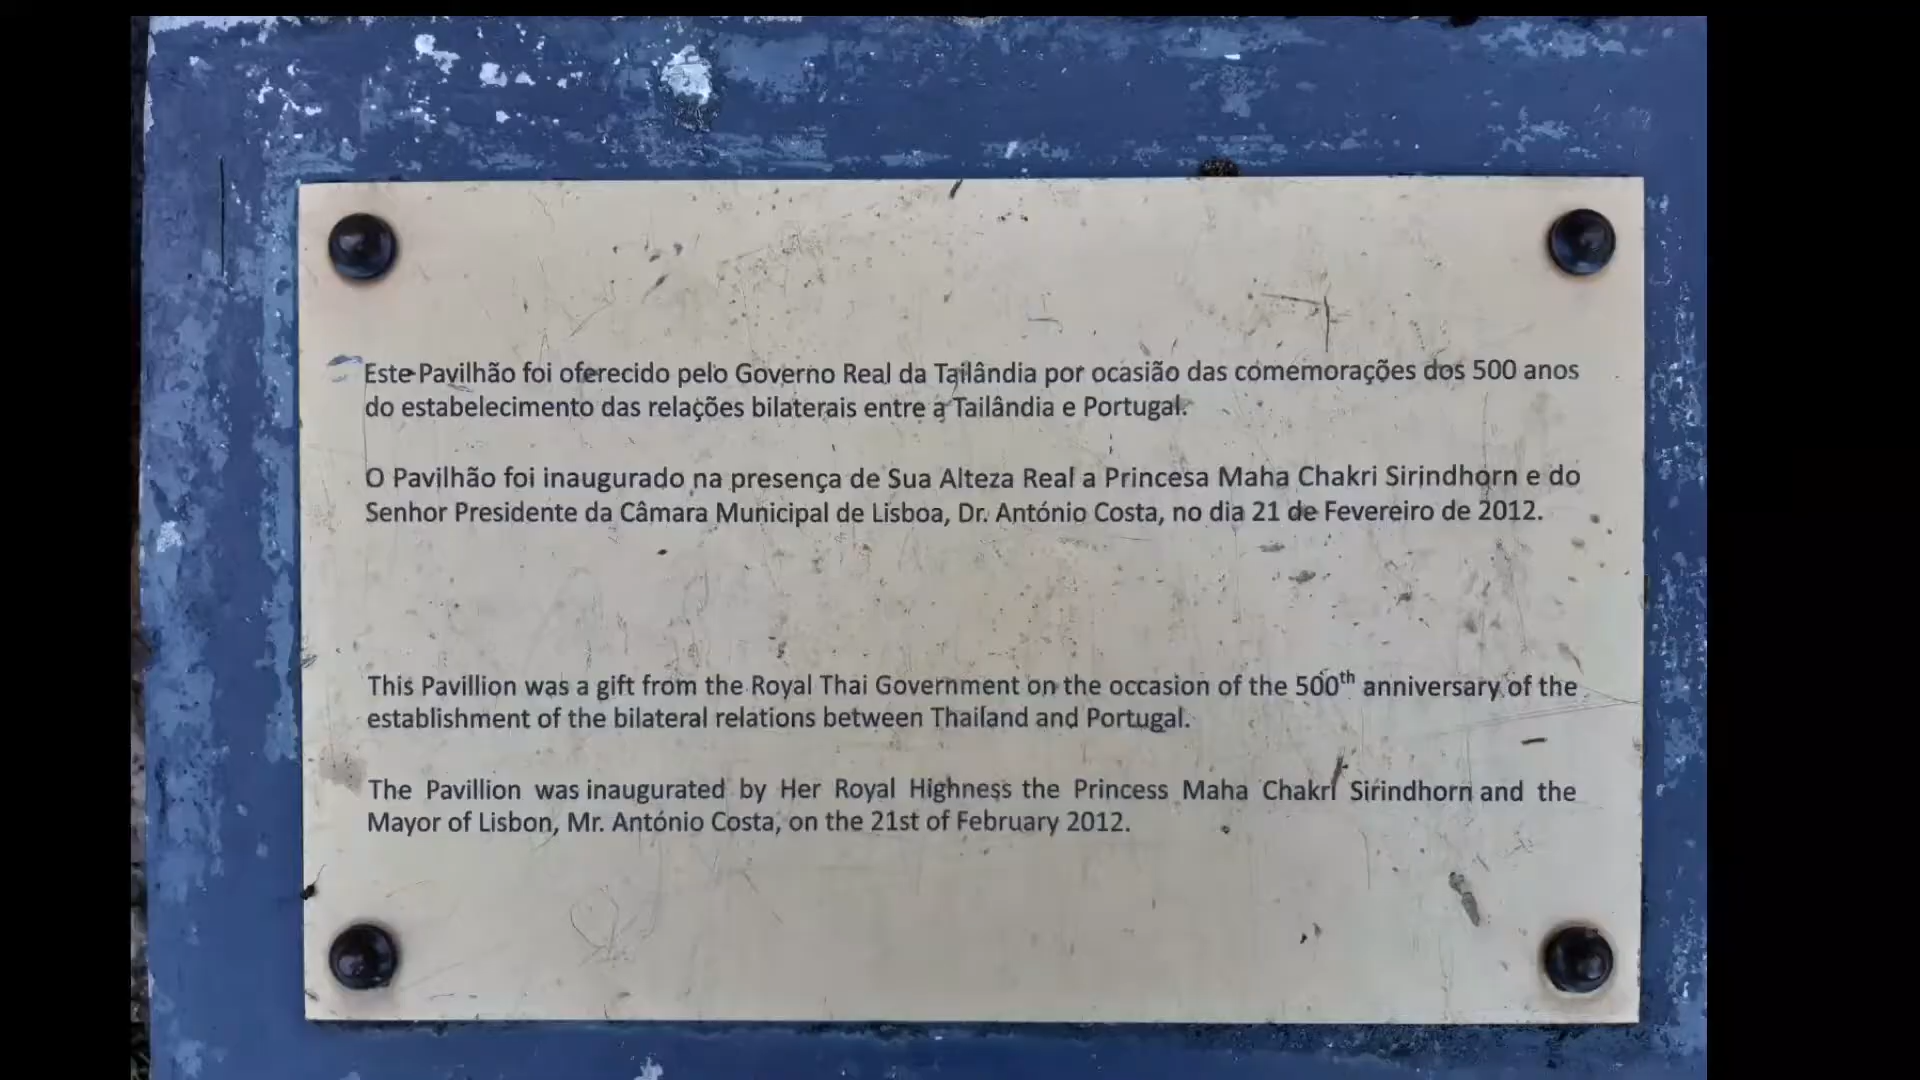 Este Pavilhão foi oferecido pelo Governo Real da Tailândia por ocasião das comemorações dos 500 anos
do estabelecimento das relações bilaterais entre a Tailândia e Portugal.
O Pavilhão foi inaugurado na presença de Sua Alteza Real a Princesa Maha Chakri Sirindhorn e do
Senhor Presidente da Câmara Municipal de Lisboa, Dr. António Costa, no dia 21 de Fevereiro de 2012.
This Pavillion was a gift from the Royal Thai Government on the occasion of the 500th anniversary of the
establishment of the bilateral relations between Thailand and Portugal.
The Pavillion was inaugurated by Her Royal Highness the Princess Maha Chakri Sirindhorn and the
Mayor of Lisbon, Mr. António Costa, on the 21st of February 2012.